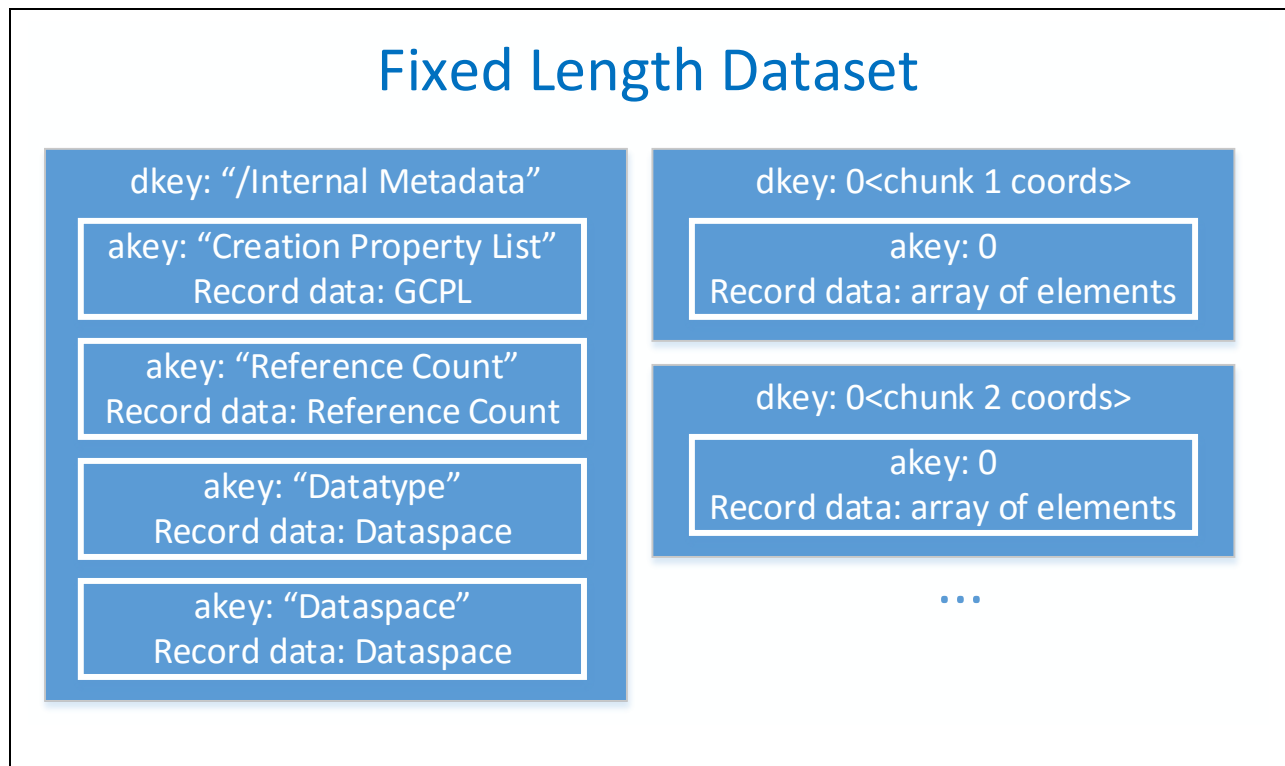 Fixed Length Dataset
dkey: “/Internal Metadata”
akey: “Creation Property List”
Record data: GCPL
akey: “Reference Count”
Record data: Reference Count
akey: “Datatype”
Record data: Dataspace
akey: “Dataspace”
Record data: Dataspace
dkey: 0<chunk 1 coords>
akey: 0
Record data: array of elements
dkey: 0<chunk 2 coords>
akey: 0
Record data: array of elements
…